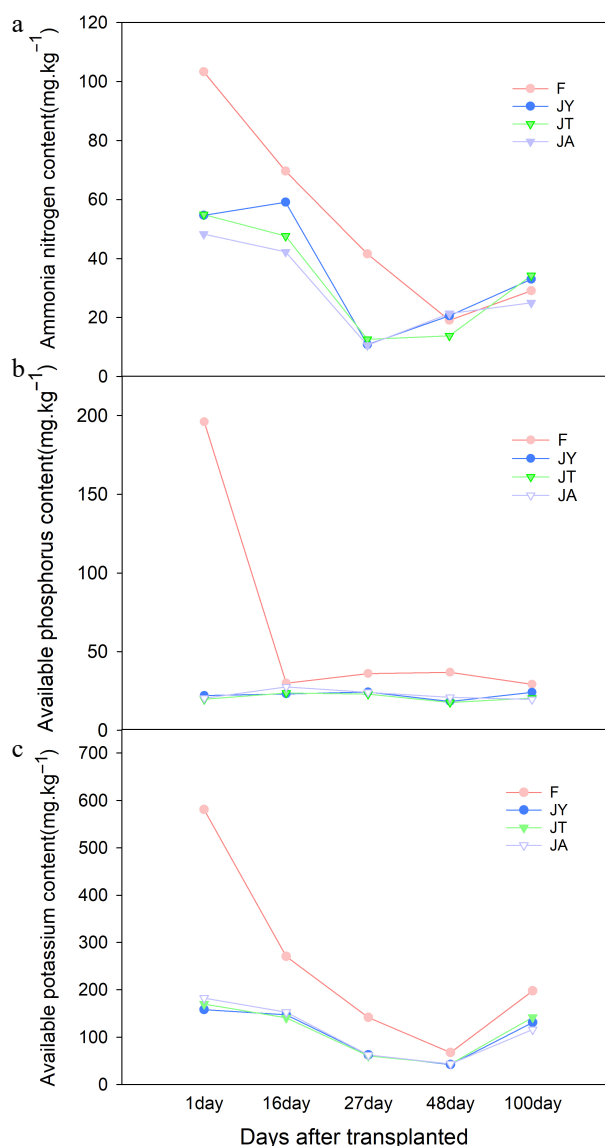 a
Ammonia nitrogen content(mg.kg⁻¹)
120
100
80
60
40
20
0
F
JY
JT
JA
b
Available phosphorus content(mg.kg⁻¹)
200
150
100
50
0
F
JY
JT
JA
c
Available potassium content(mg.kg⁻¹)
700
600
500
400
300
200
100
0
F
JY
JT
JA
1day 16day 27day 48day 100day
Days after transplanted